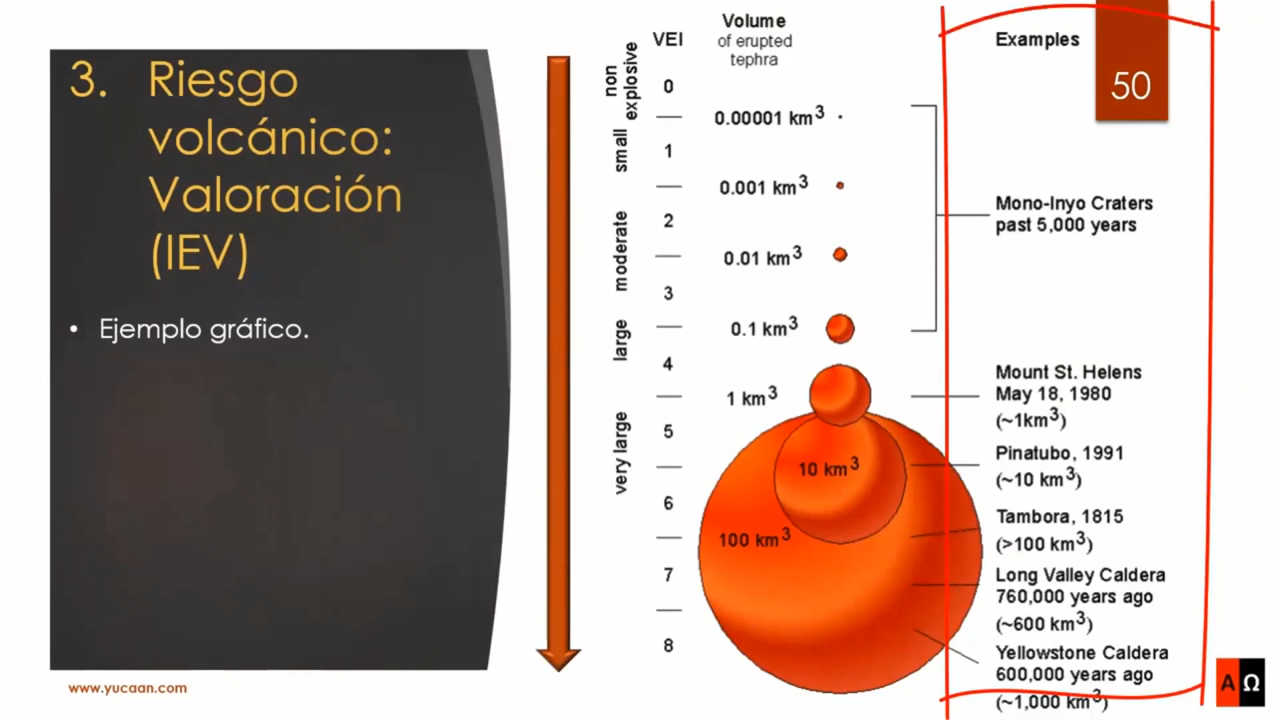 3. Riesgo
volcánico:
Valoración
(IEV)
• Ejemplo gráfico.
www.yucaan.com
VEI
Volume
of erupted
tephra
Examples
50
non
explosive
small
moderate
large
very large
0
1
2
3
4
5
6
7
8
0.00001 km³
0.001 km³
0.01 km³
0.1 km³
1 km³
10 km³
100 km³
Mono-Inyo Craters
past 5,000 years
Mount St. Helens
May 18, 1980
(~1km³)
Pinatubo, 1991
(~10 km³)
Tambora, 1815
(>100 km³)
Long Valley Caldera
760,000 years ago
(~600 km³)
Yellowstone Caldera
600,000 years ago
(~1,000 km³)
Α Ω